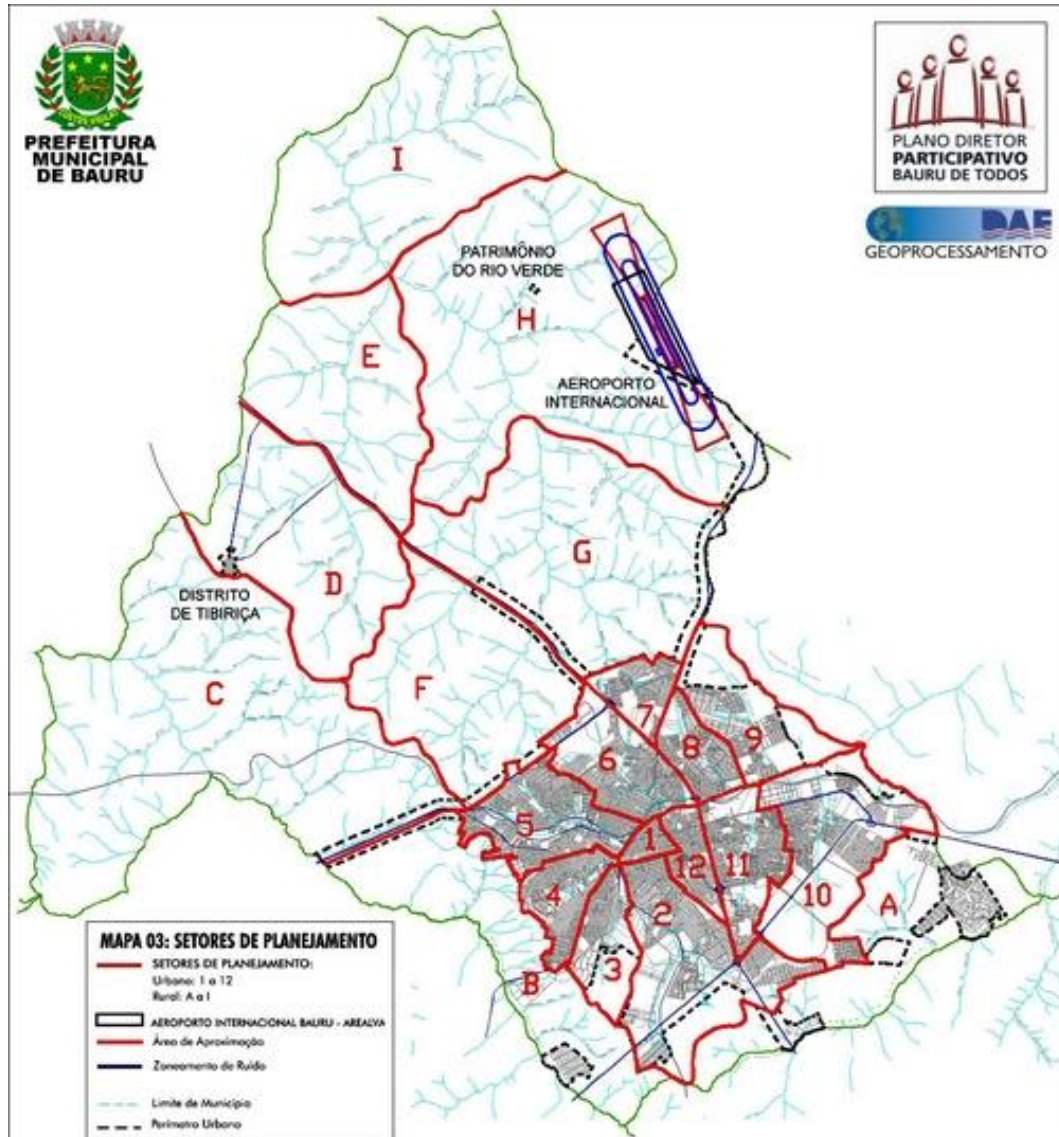 PREFEITURA
MUNICIPAL
DE BAURU
PLANO DIRETOR
PARTICIPATIVO
BAURU DE TODOS
DAE
GEOPROCESSAMENTO
I
PATRIMÔNIO
DO RIO VERDE
H
E
AEROPORTO
INTERNACIONAL
G
D
DISTRITO
DE TIBIRIÇA
C
F
7
8
9
6
5
1
12
11
10
4
2
A
3
B
MAPA 03: SETORES DE PLANEJAMENTO
SETORES DE PLANEJAMENTO:
Urbano: 1 a 12
Rural: A a I
AEROPORTO INTERNACIONAL BAURU - AREALVA
Área de Aproximação
Zoneamento de Ruído
Limite de Município
Perímetro Urbano